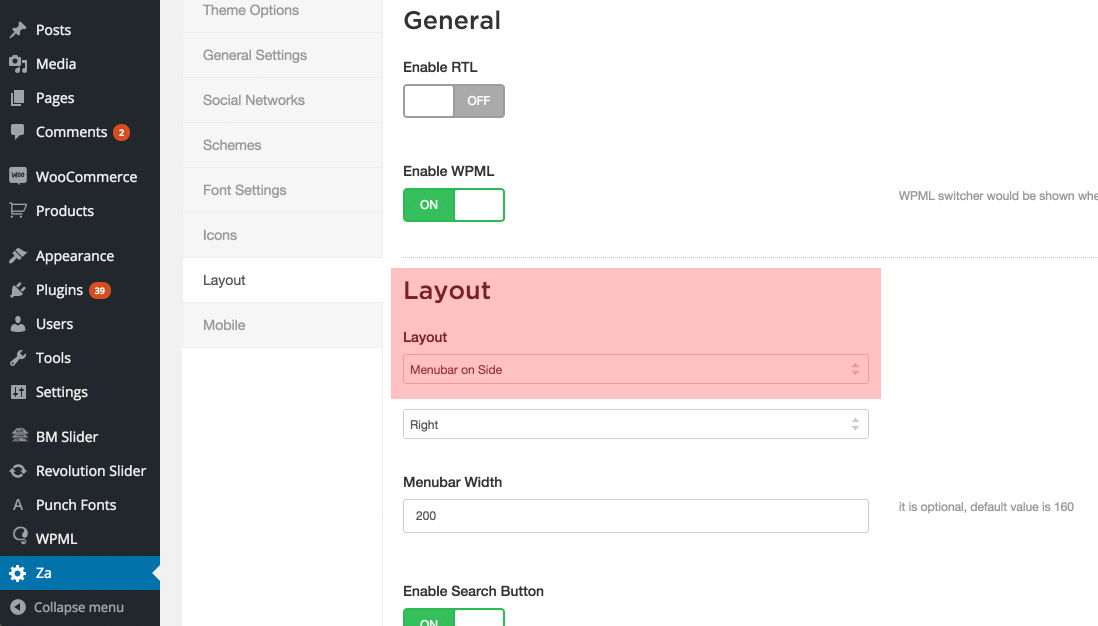 Posts
Media
Pages
Comments 2
WooCommerce
Products
Appearance
Plugins 39
Users
Tools
Settings
BM Slider
Revolution Slider
Punch Fonts
WPML
Za
Collapse menu
Theme Options
General Settings
Social Networks
Schemes
Font Settings
Icons
Layout
Mobile
General
Enable RTL
OFF
Enable WPML
ON
WPML switcher would be shown whe
Layout
Layout
Menubar on Side
Right
Menubar Width
200
it is optional, default value is 160
Enable Search Button
ON